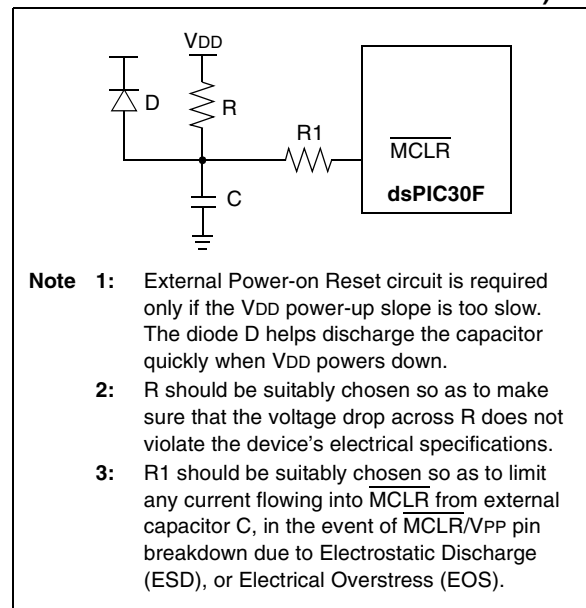 VDD
D
R
R1
MCLR
C
dsPIC30F
Note 1: External Power-on Reset circuit is required
only if the VDD power-up slope is too slow.
The diode D helps discharge the capacitor
quickly when VDD powers down.
2: R should be suitably chosen so as to make
sure that the voltage drop across R does not
violate the device's electrical specifications.
3: R1 should be suitably chosen so as to limit
any current flowing into MCLR from external
capacitor C, in the event of MCLR/VPP pin
breakdown due to Electrostatic Discharge
(ESD), or Electrical Overstress (EOS).